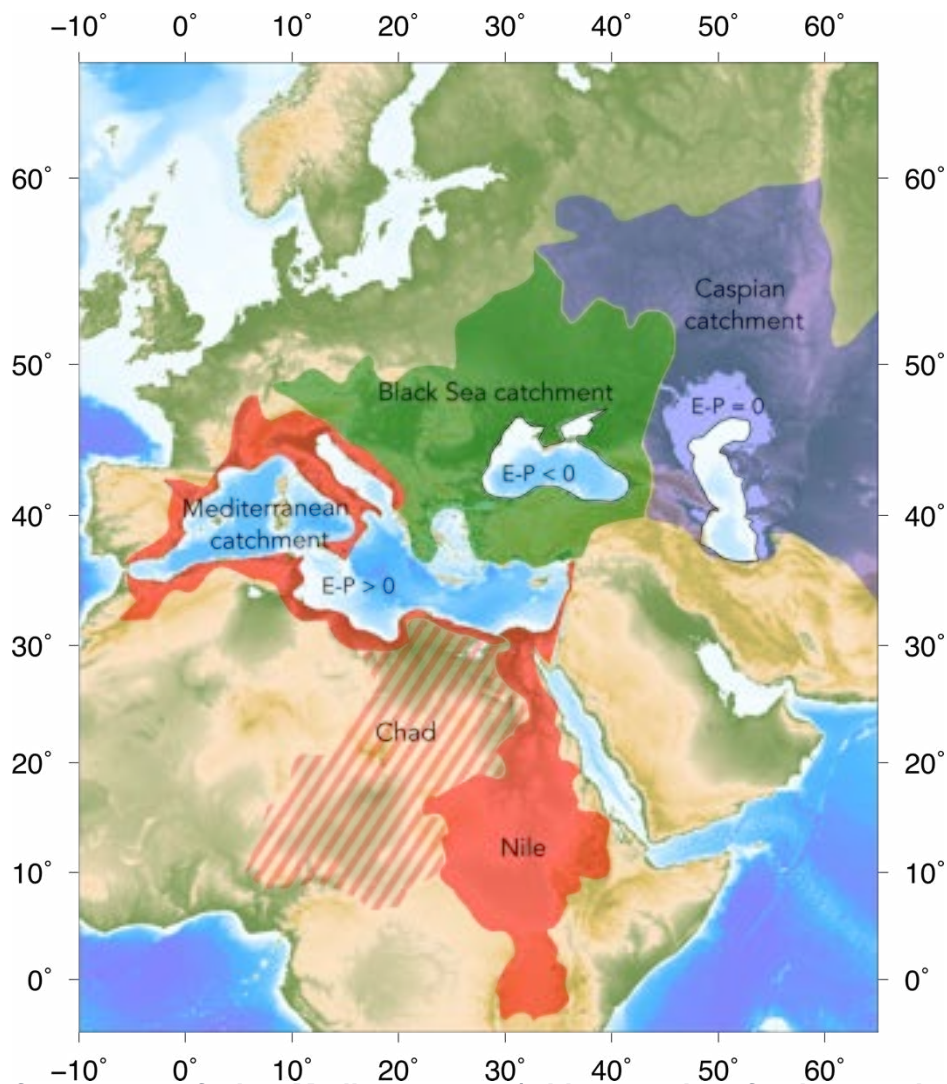 −10° 0° 10° 20° 30° 40° 50° 60°
60° 60°
Caspian
catchment
50° 50°
Black Sea catchment
E-P = 0
E-P < 0
40° 40°
Mediterranean
catchment
E-P > 0
30° 30°
Chad
20° 20°
Nile
10° 10°
0° 0°
−10° 0° 10° 20° 30° 40° 50° 60°